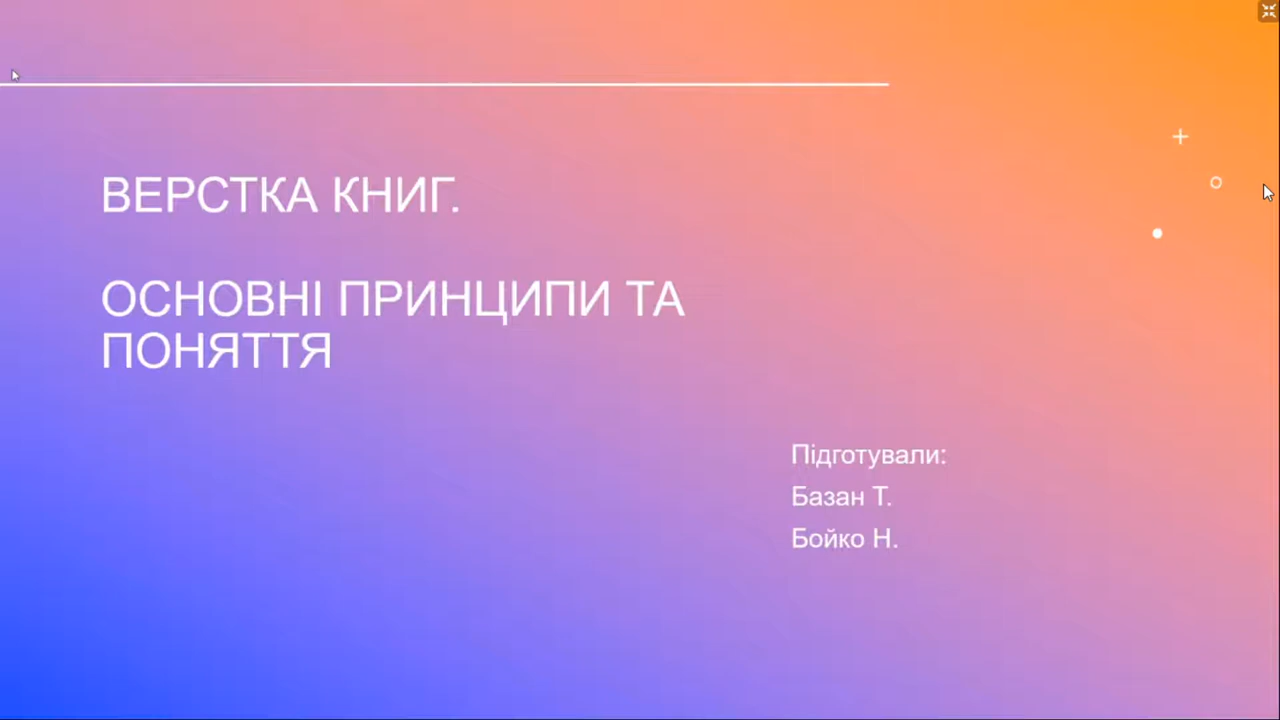 ВЕРСТКА КНИГ.
ОСНОВНІ ПРИНЦИПИ ТА
ПОНЯТТЯ
Підготували:
Базан Т.
Бойко Н.